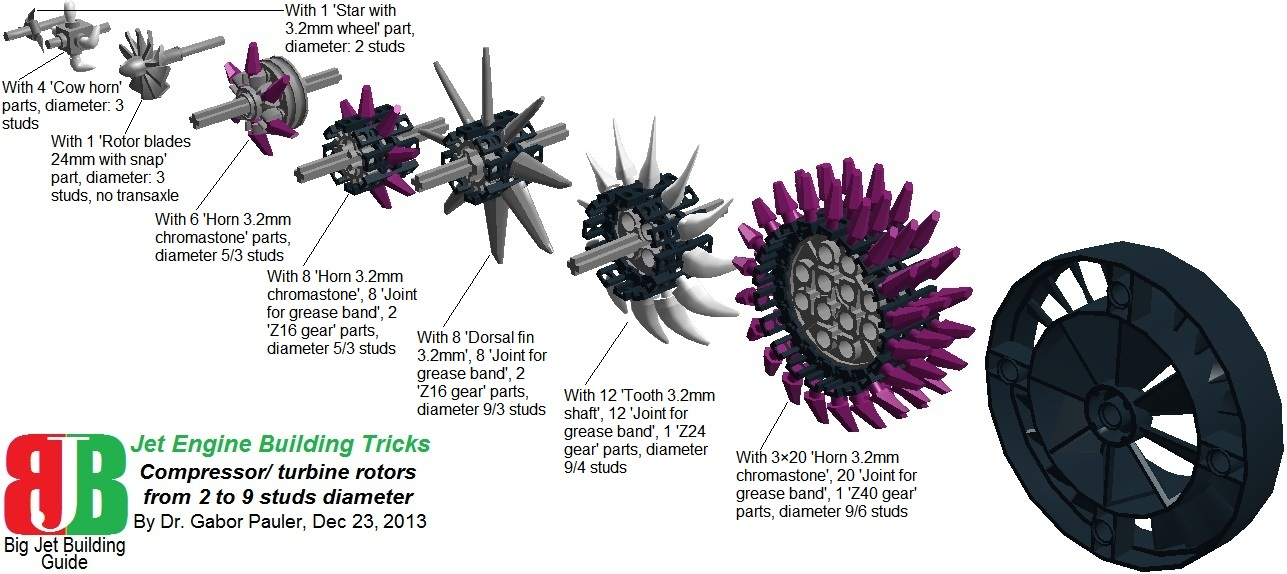 With 1 'Star with
3.2mm wheel' part,
diameter: 2 studs
With 4 'Cow horn'
parts, diameter: 3
studs
With 1 'Rotor blades
24mm with snap'
part, diameter: 3
studs, no transaxle
With 6 'Horn 3.2mm
chromastone' parts,
diameter 5/3 studs
With 8 'Horn 3.2mm
chromastone', 8 'Joint
for grease band', 2
'Z16 gear' parts,
diameter 5/3 studs
With 8 'Dorsal fin
3.2mm', 8 'Joint for
grease band', 2
'Z16 gear' parts,
diameter 9/3 studs
With 12 'Tooth 3.2mm
shaft', 12 'Joint for
grease band', 1 'Z24
gear' parts, diameter
9/4 studs
With 3×20 'Horn 3.2mm
chromastone', 20 'Joint for
grease band', 1 'Z40 gear'
parts, diameter 9/6 studs
BJB
Big Jet Building
Guide
Jet Engine Building Tricks
Compressor/ turbine rotors
from 2 to 9 studs diameter
By Dr. Gabor Pauler, Dec 23, 2013